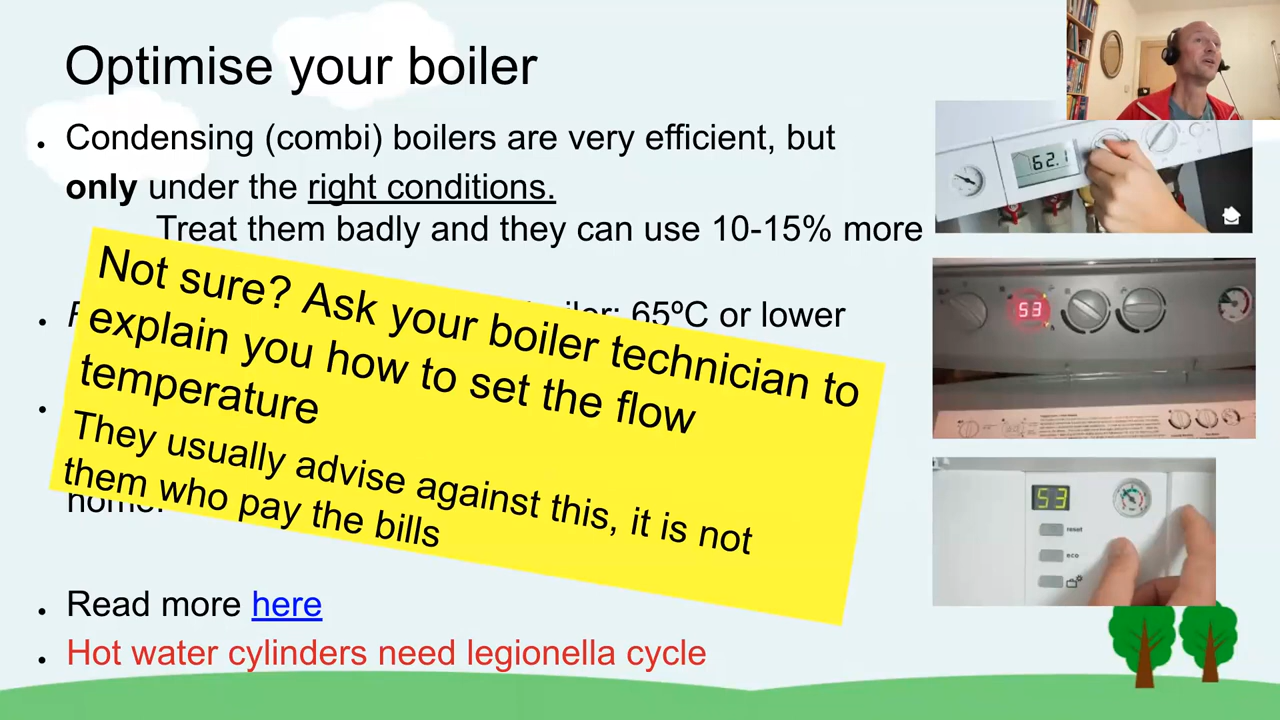 Optimise your boiler
Condensing (combi) boilers are very efficient, but
only under the right conditions.
Treat them badly and they can use 10-15% more
65ºC or lower
Not sure? Ask your boiler technician to
explain you how to set the flow
temperature
They usually advise against this, it is not
them who pay the bills
home.
Read more here
Hot water cylinders need legionella cycle
62.1
53
53
reset
eco